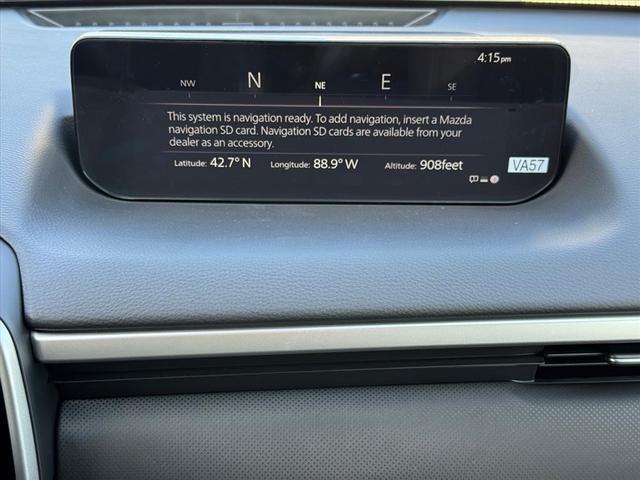 4:15pm
NW N NE E SE
This system is navigation ready. To add navigation, insert a Mazda
navigation SD card. Navigation SD cards are available from your
dealer as an accessory.
Latitude: 42.7° N Longitude: 88.9° W Altitude: 908feet
VA57